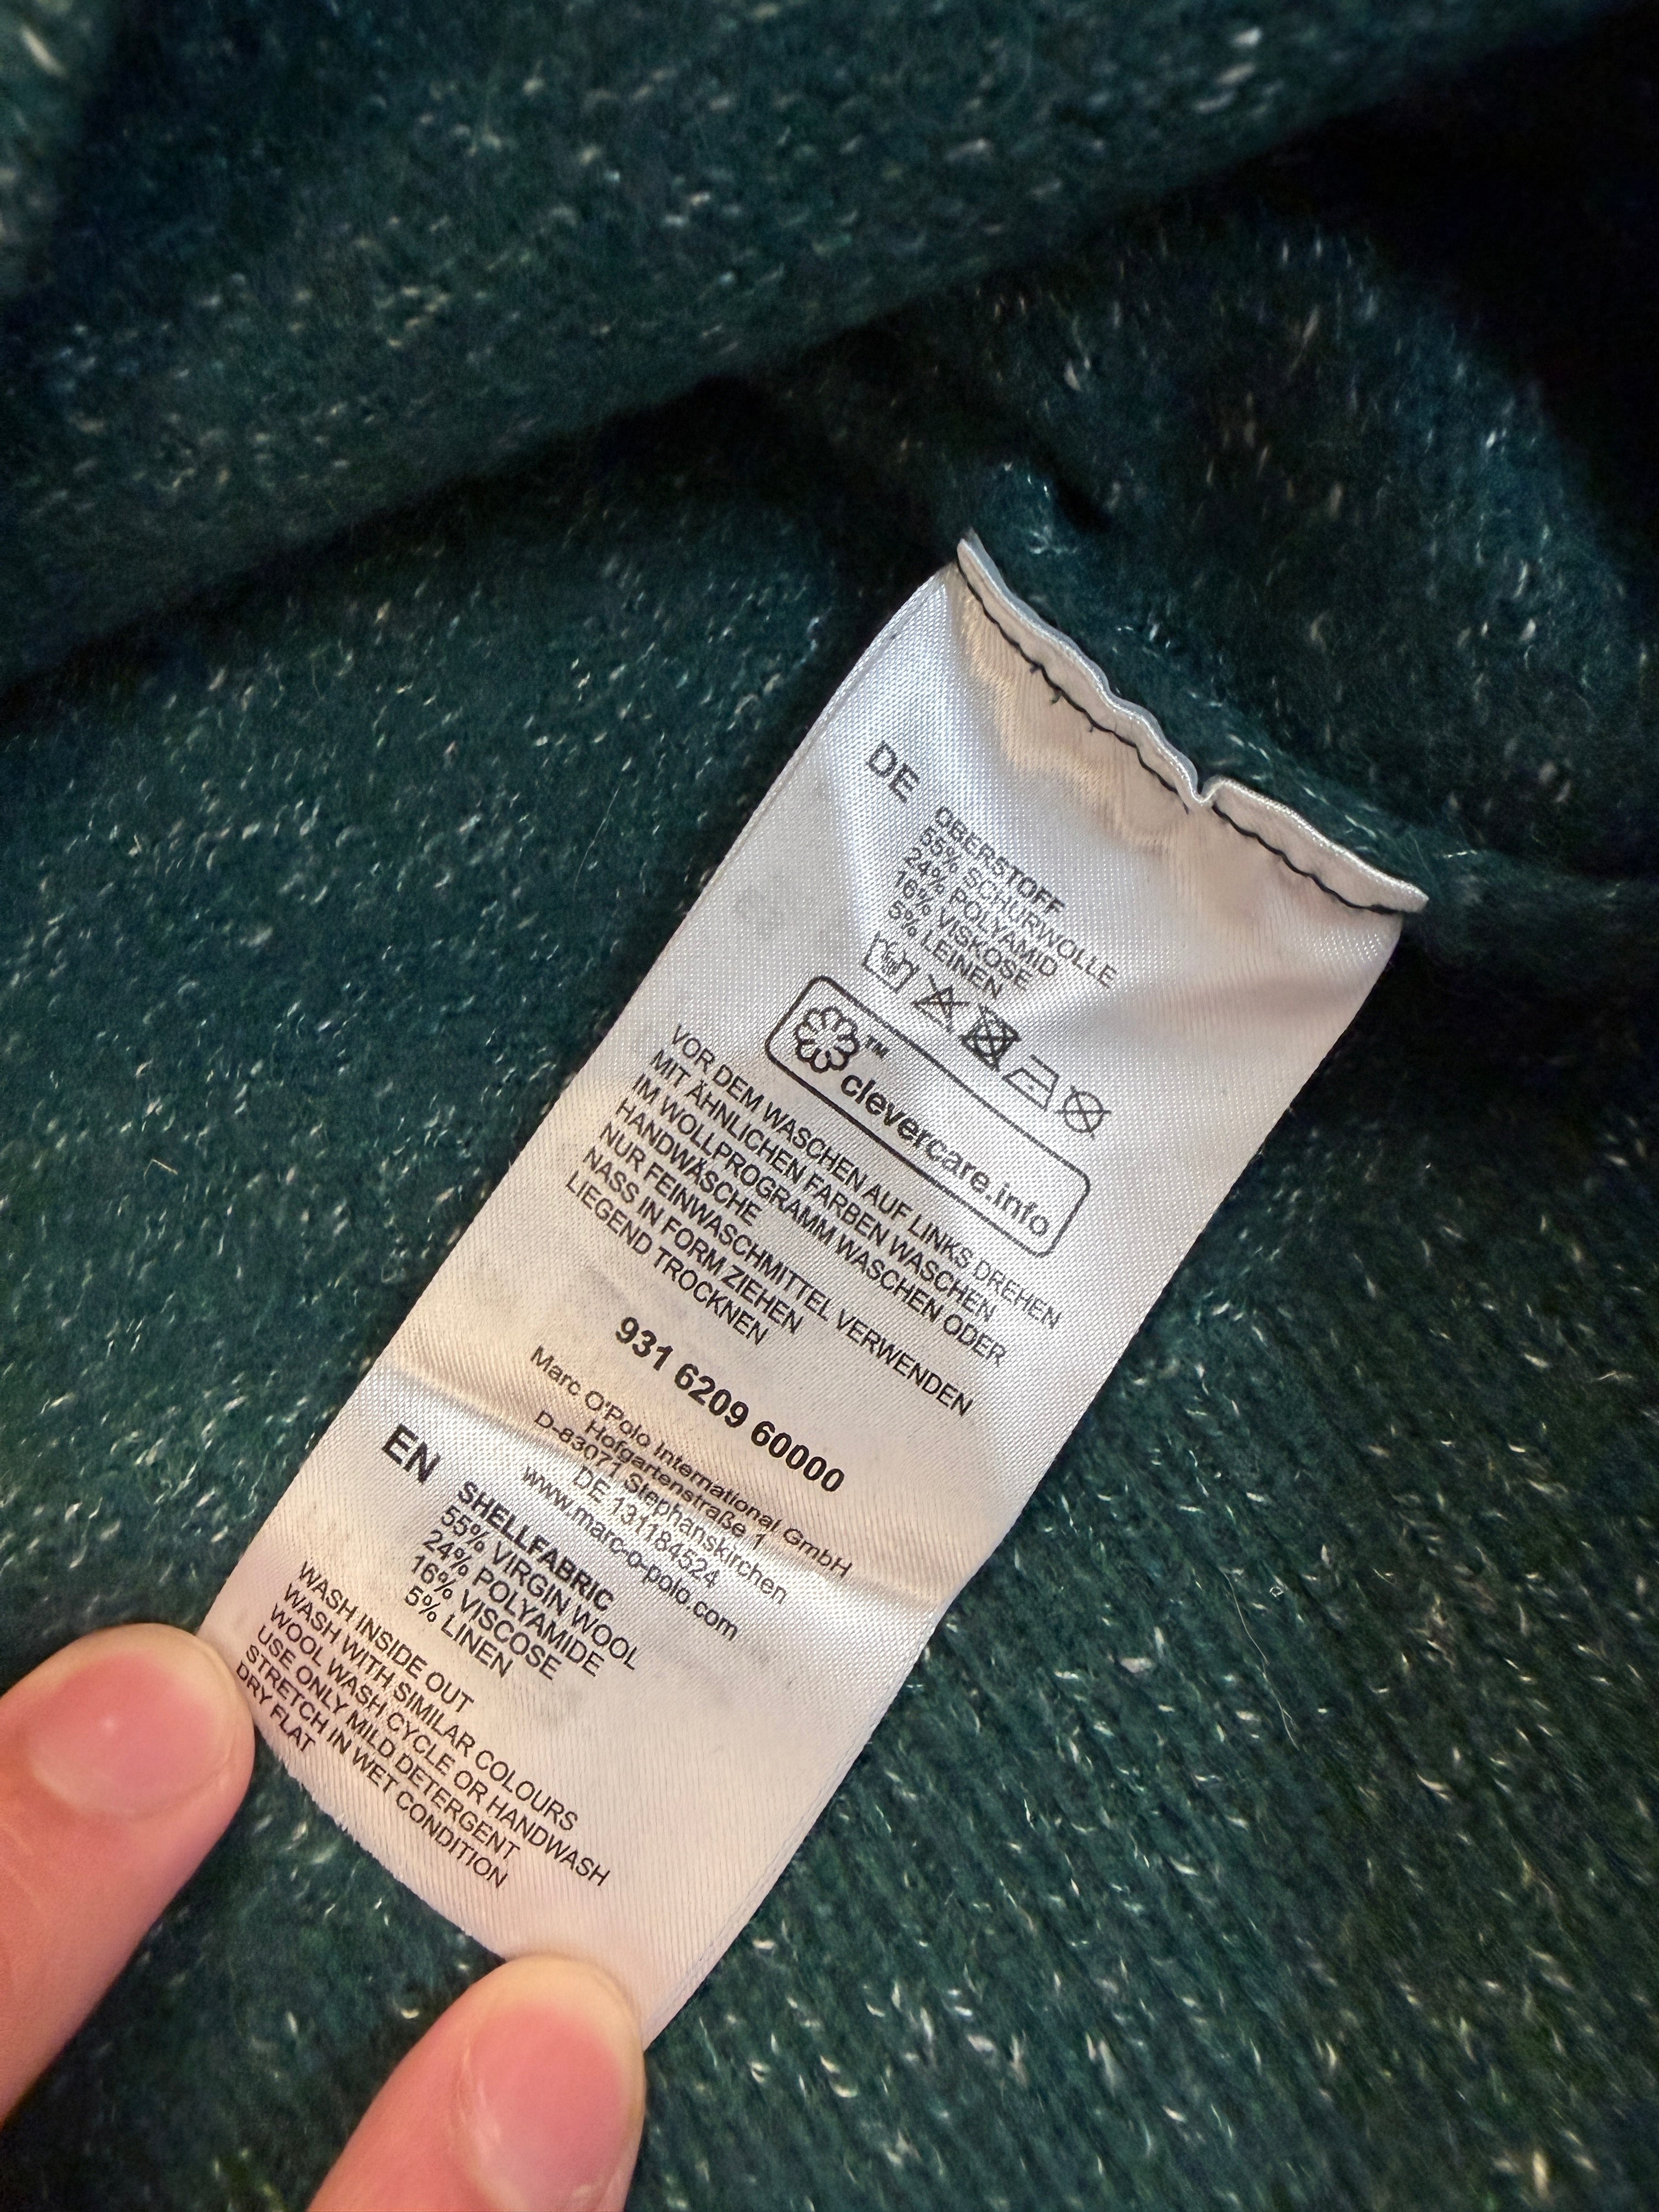 DE
OBERSTOFF
55% SCHURWOLLE
24% POLYAMID
16% VISKOSE
5% LEINEN
™
clevercare.info
VOR DEM WASCHEN AUF LINKS DREHEN
MIT ÄHNLICHEN FARBEN WASCHEN
IM WOLLPROGRAMM WASCHEN ODER
HANDWÄSCHE
NUR FEINWASCHMITTEL VERWENDEN
NASS IN FORM ZIEHEN
LIEGEND TROCKNEN
931 6209 60000
Marc O'Polo International GmbH
Hofgartenstraße 1
D-83071 Stephanskirchen
DE 131184524
www.marc-o-polo.com
EN
SHELLFABRIC
55% VIRGIN WOOL
24% POLYAMIDE
16% VISCOSE
5% LINEN
WASH INSIDE OUT
WASH WITH SIMILAR COLOURS
WOOL WASH CYCLE OR HANDWASH
USE ONLY MILD DETERGENT
STRETCH IN WET CONDITION
DRY FLAT